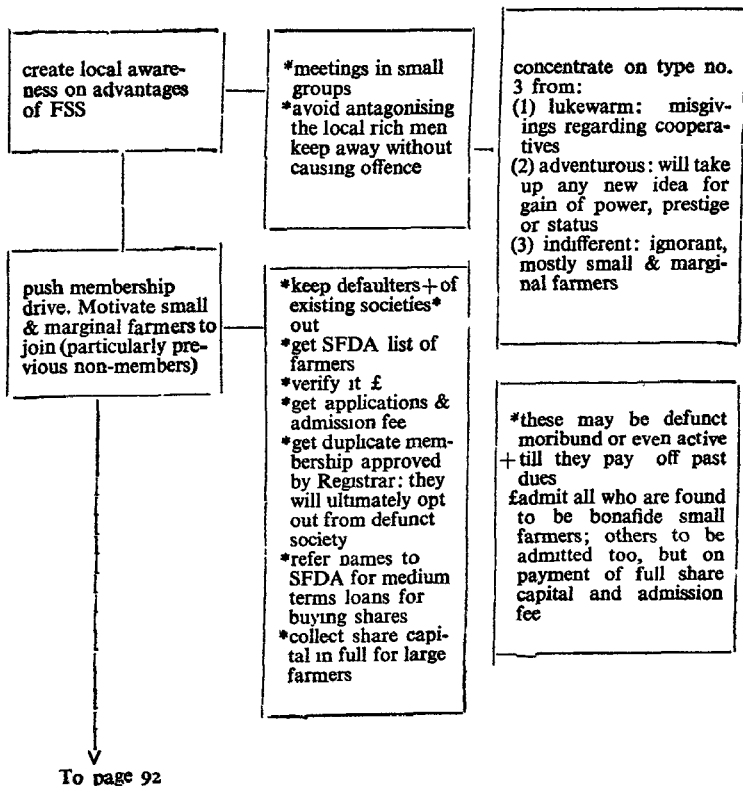 create local aware-
ness on advantages
of FSS
*meetings in small
groups
*avoid antagonising
the local rich men
keep away without
causing offence
concentrate on type no.
3 from:
(1) lukewarm: misgiv-
ings regarding coopera-
tives
(2) adventurous: will take
up any new idea for
gain of power, prestige
or status
(3) indifferent: ignorant,
mostly small & margi-
nal farmers
push membership
drive. Motivate small
& marginal farmers to
join (particularly pre-
vious non-members)
*keep defaulters+of
existing societies*
out
*get SFDA list of
farmers
*verify it £
*get applications &
admission fee
*get duplicate mem-
bership approved
by Registrar: they
will ultimately opt
out from defunct
society
*refer names to
SFDA for medium
terms loans for
buying shares
*collect share capi-
tal in full for large
farmers
*these may be defunct
moribund or even active
+till they pay off past
dues
£admit all who are found
to be bonafide small
farmers; others to be
admitted too, but on
payment of full share
capital and admission
fee
To page 92